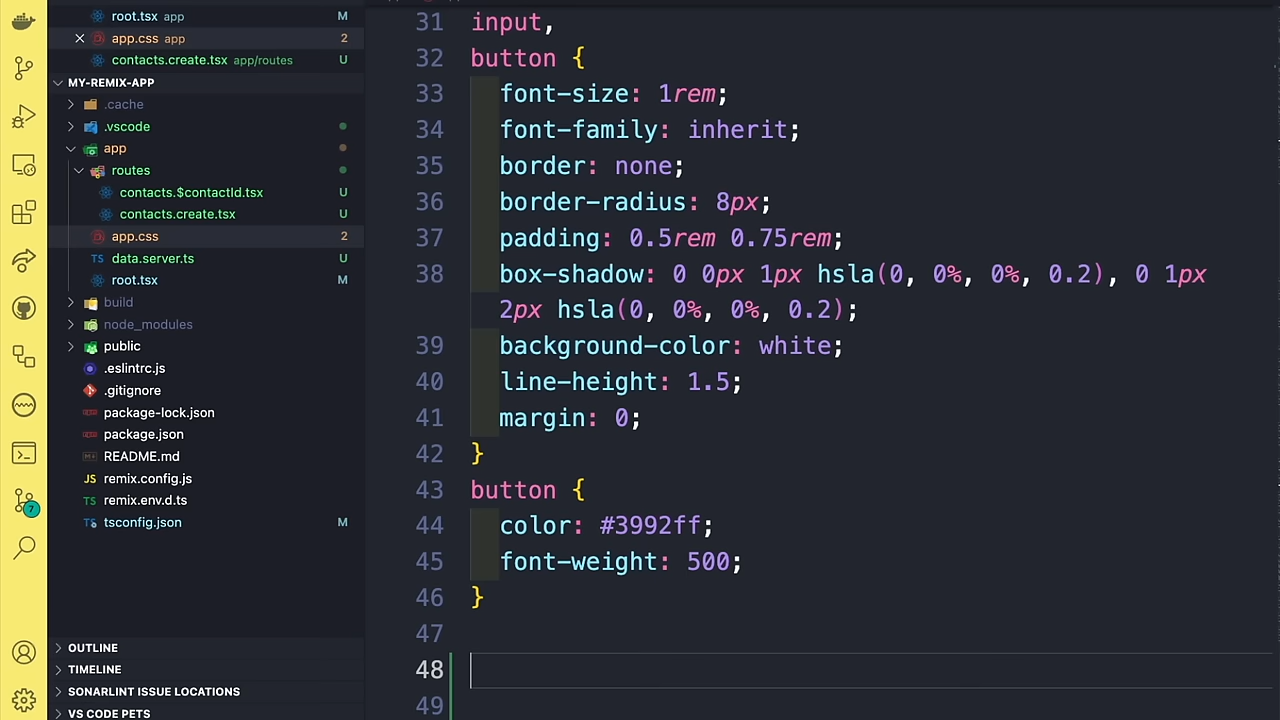 root.tsx app M
app.css app 2
contacts.create.tsx app/routes U
MY-REMIX-APP
.cache
.vscode
app
routes
contacts.$contactId.tsx U
contacts.create.tsx U
app.css 2
TS data.server.ts U
root.tsx M
build
node_modules
public
.eslintrc.js
.gitignore
package-lock.json
package.json
README.md
JS remix.config.js
TS remix.env.d.ts
TS tsconfig.json M
7
OUTLINE
TIMELINE
SONARLINT ISSUE LOCATIONS
VS CODE PETS
31 input,
32 button {
33 font-size: 1rem;
34 font-family: inherit;
35 border: none;
36 border-radius: 8px;
37 padding: 0.5rem 0.75rem;
38 box-shadow: 0 0px 1px hsla(0, 0%, 0%, 0.2), 0 1px
2px hsla(0, 0%, 0%, 0.2);
39 background-color: white;
40 line-height: 1.5;
41 margin: 0;
42 }
43 button {
44 color: #3992ff;
45 font-weight: 500;
46 }
47
48
49